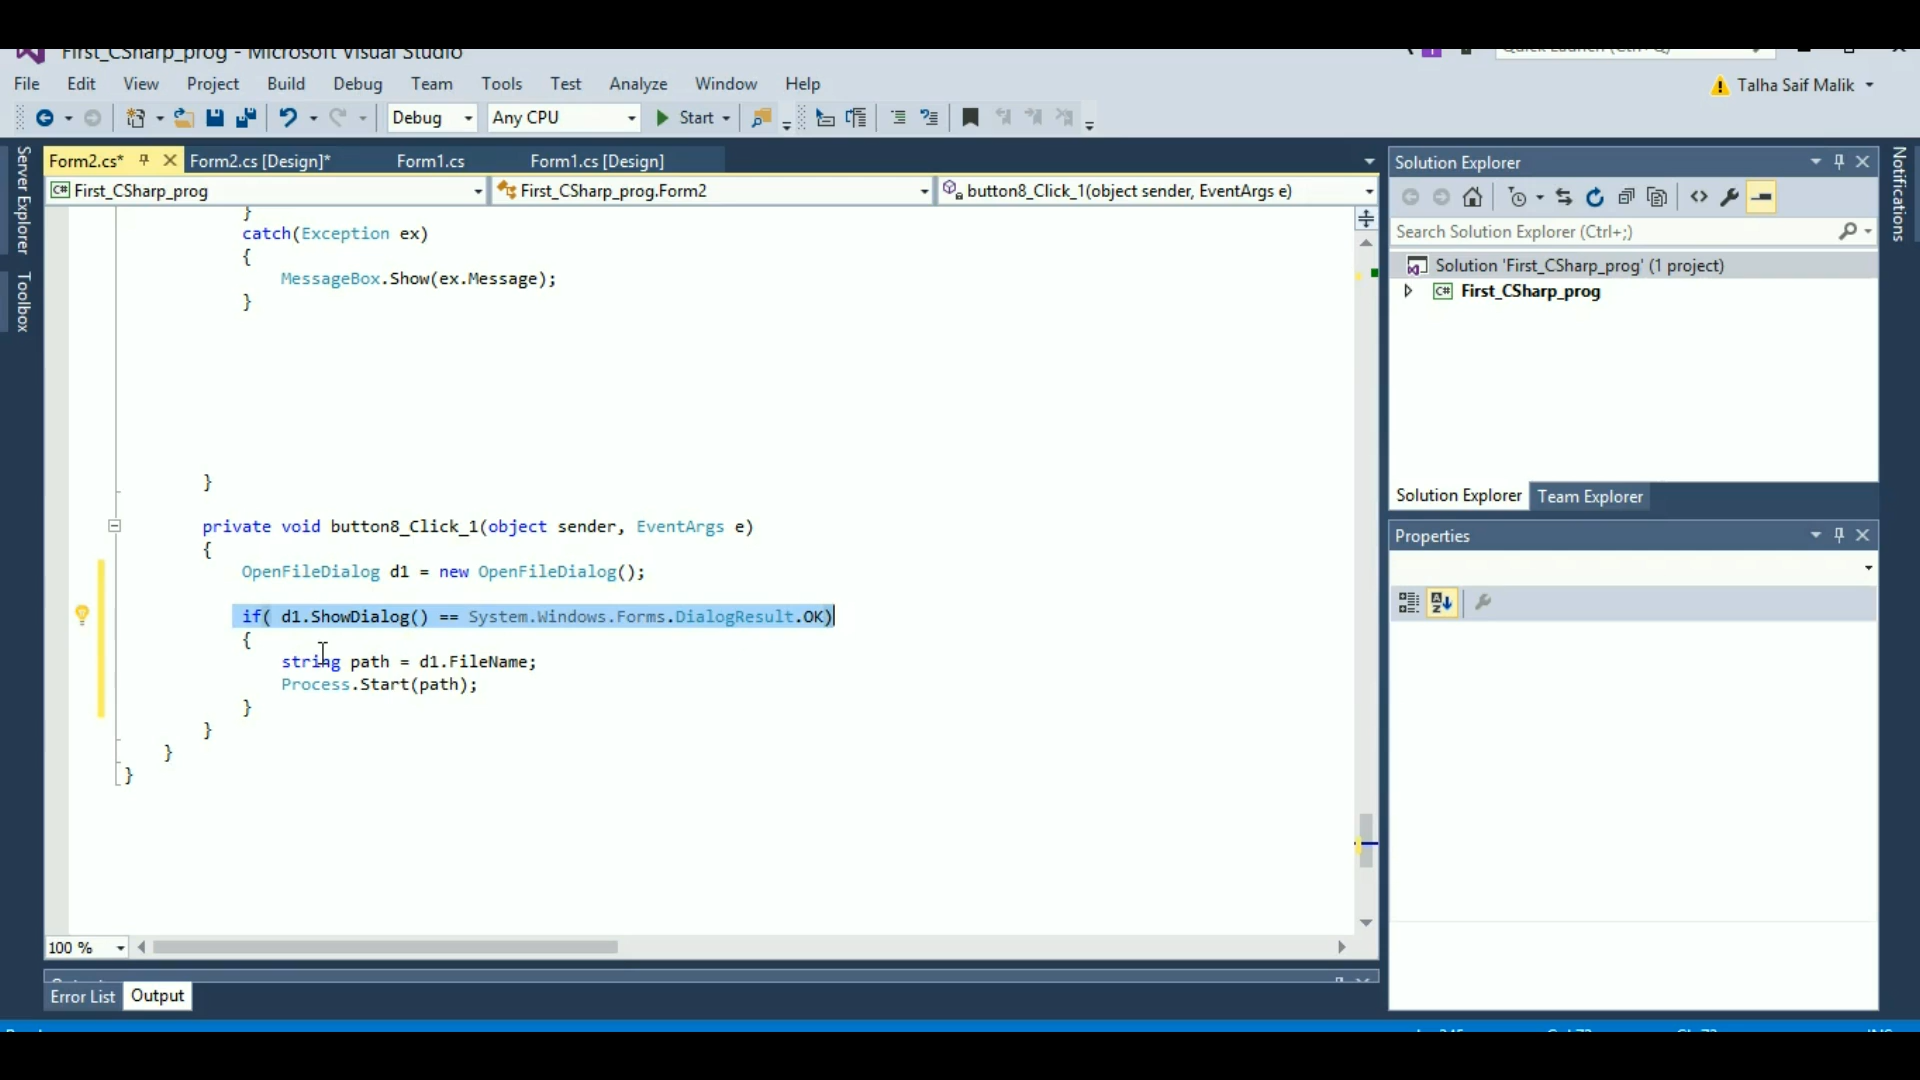 First_CSharp_prog - Microsoft Visual Studio
Quick Launch (Ctrl+Q)
File Edit View Project Build Debug Team Tools Test Analyze Window Help
Talha Saif Malik
Debug Any CPU Start
Server Explorer
Toolbox
Form2.cs* Form2.cs [Design]* Form1.cs Form1.cs [Design]
First_CSharp_prog First_CSharp_prog.Form2 button8_Click_1(object sender, EventArgs e)
}
catch(Exception ex)
{
MessageBox.Show(ex.Message);
}
}
private void button8_Click_1(object sender, EventArgs e)
{
OpenFileDialog d1 = new OpenFileDialog();
if( d1.ShowDialog() == System.Windows.Forms.DialogResult.OK)
{
string path = d1.FileName;
Process.Start(path);
}
}
}
}
100 %
Error List Output
Solution Explorer
Search Solution Explorer (Ctrl+;)
Solution 'First_CSharp_prog' (1 project)
First_CSharp_prog
Solution Explorer Team Explorer
Properties
Notifications